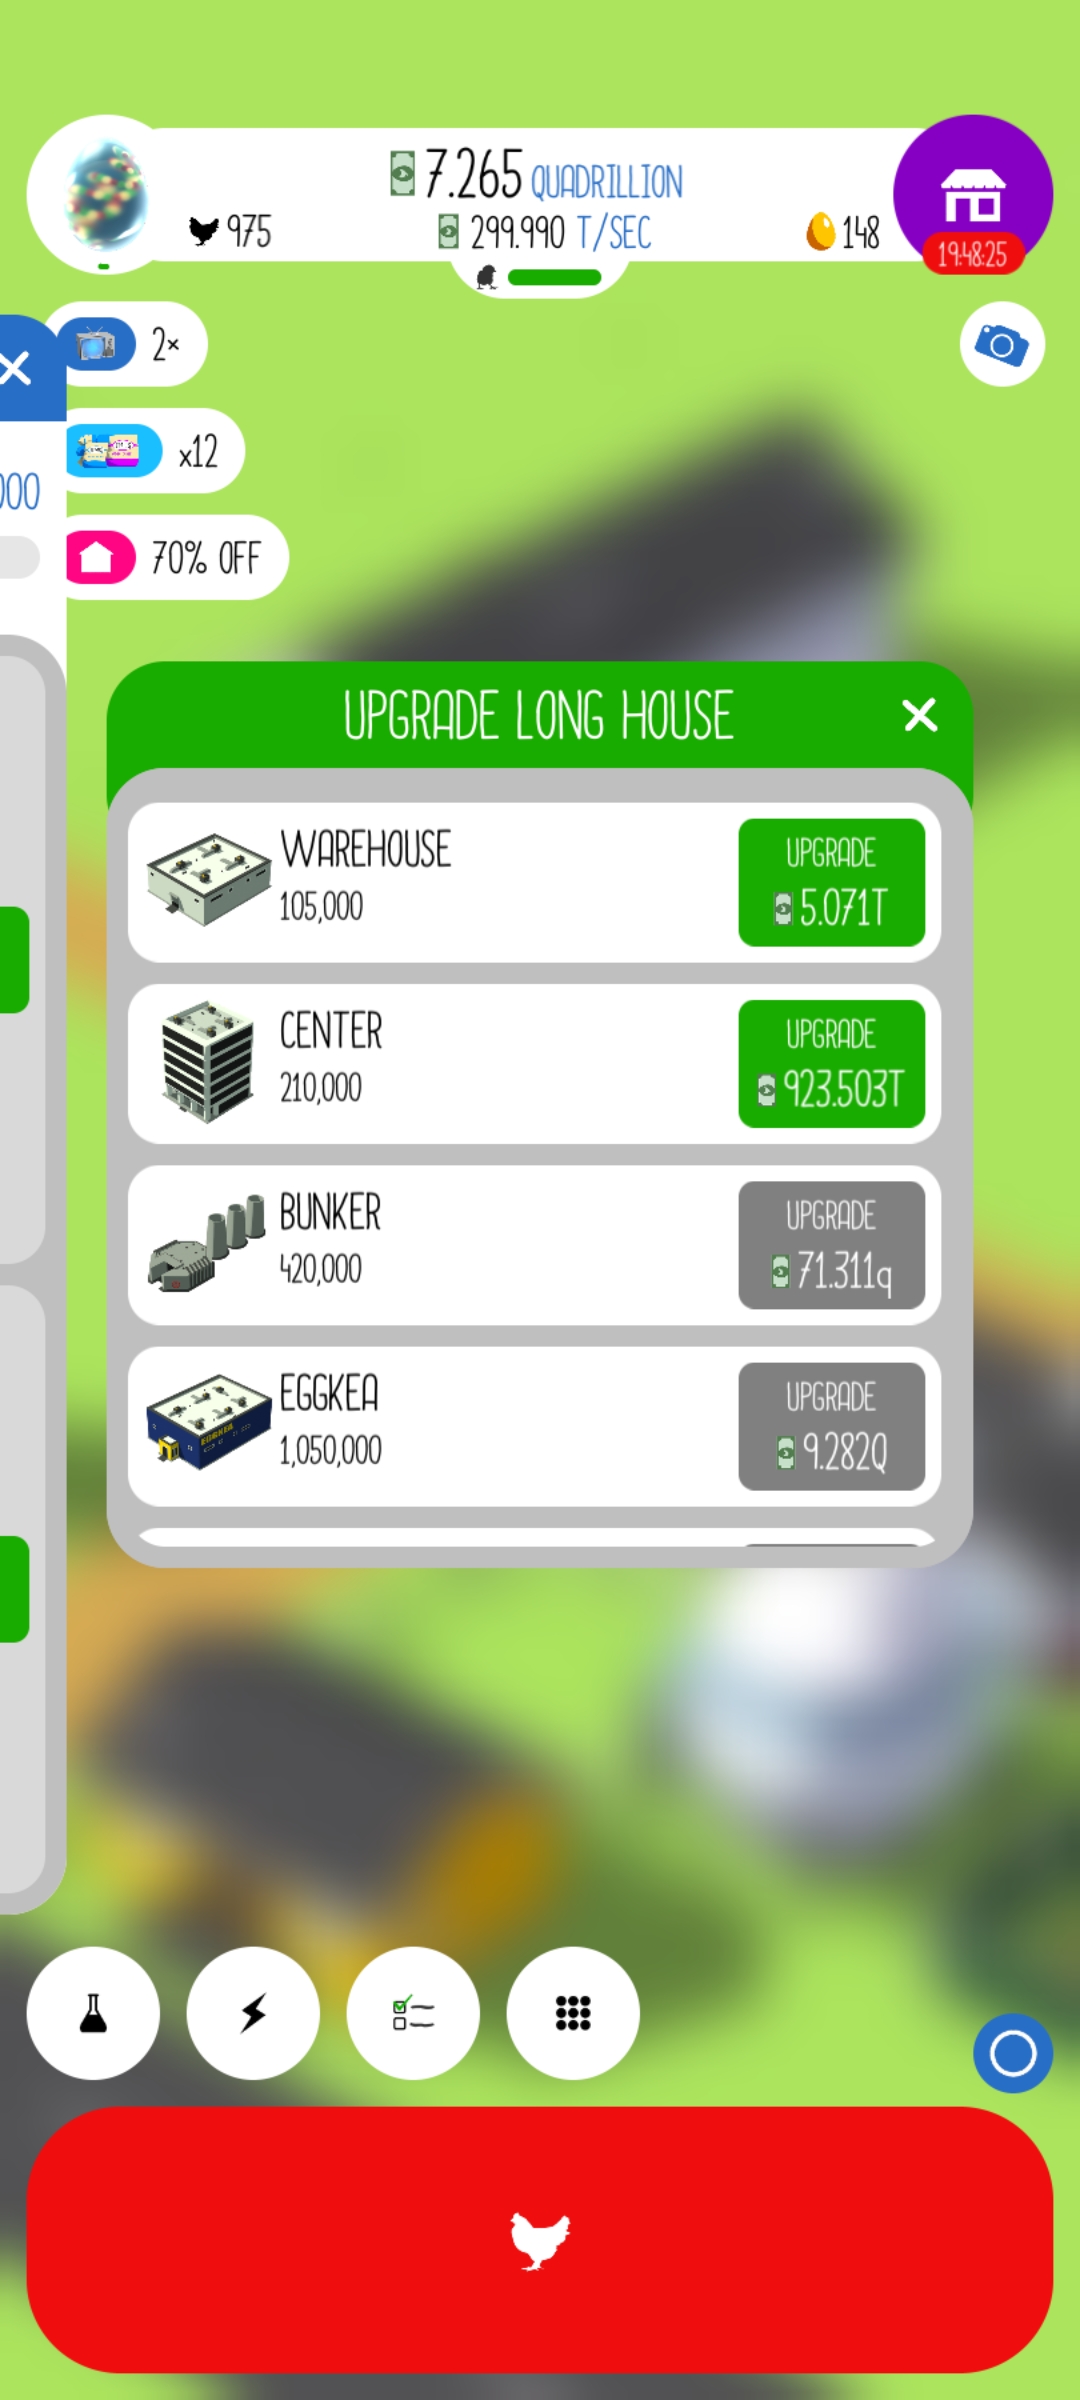 7.265 QUADRILLION
975
299.990 T/SEC
148
19:48:25
2×
x12
000
70% OFF
UPGRADE LONG HOUSE
WAREHOUSE
105,000
UPGRADE
5.071T
CENTER
210,000
UPGRADE
923.503T
BUNKER
420,000
UPGRADE
71.311q
EGGKEA
1,050,000
UPGRADE
9.282Q